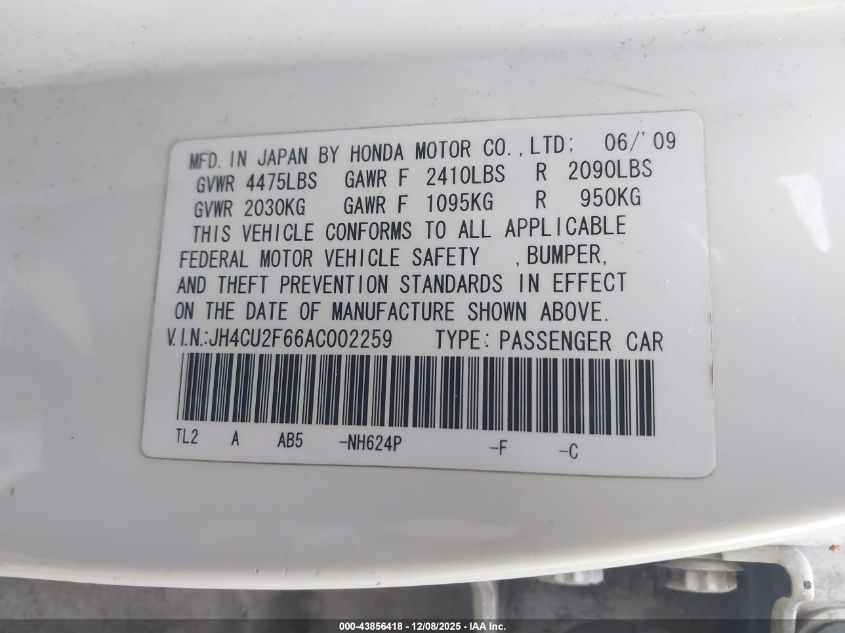 MFD. IN JAPAN BY HONDA MOTOR CO., LTD; 06/'09
GVWR 4475LBS GAWR F 2410LBS R 2090LBS
GVWR 2030KG GAWR F 1095KG R 950KG
THIS VEHICLE CONFORMS TO ALL APPLICABLE
FEDERAL MOTOR VEHICLE SAFETY , BUMPER,
AND THEFT PREVENTION STANDARDS IN EFFECT
ON THE DATE OF MANUFACTURE SHOWN ABOVE.
V.I.N.:JH4CU2F66AC002259 TYPE: PASSENGER CAR
TL2 A AB5 -NH624P -F -C
000-43856418 - 12/08/2025 - IAA Inc.